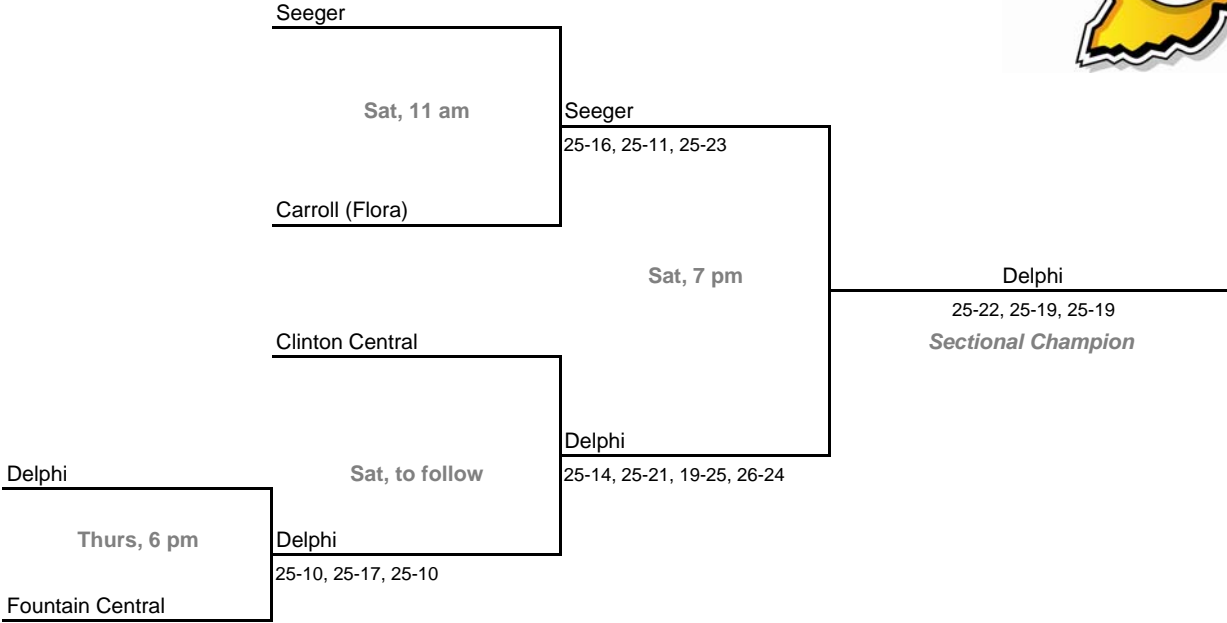 Seeger
Sat, 11 am
Seeger
25-16, 25-11, 25-23
Carroll (Flora)
Sat, 7 pm
Delphi
25-22, 25-19, 25-19
Clinton Central
Sectional Champion
Delphi
Delphi
Sat, to follow
25-14, 25-21, 19-25, 26-24
Thurs, 6 pm
Delphi
25-10, 25-17, 25-10
Fountain Central